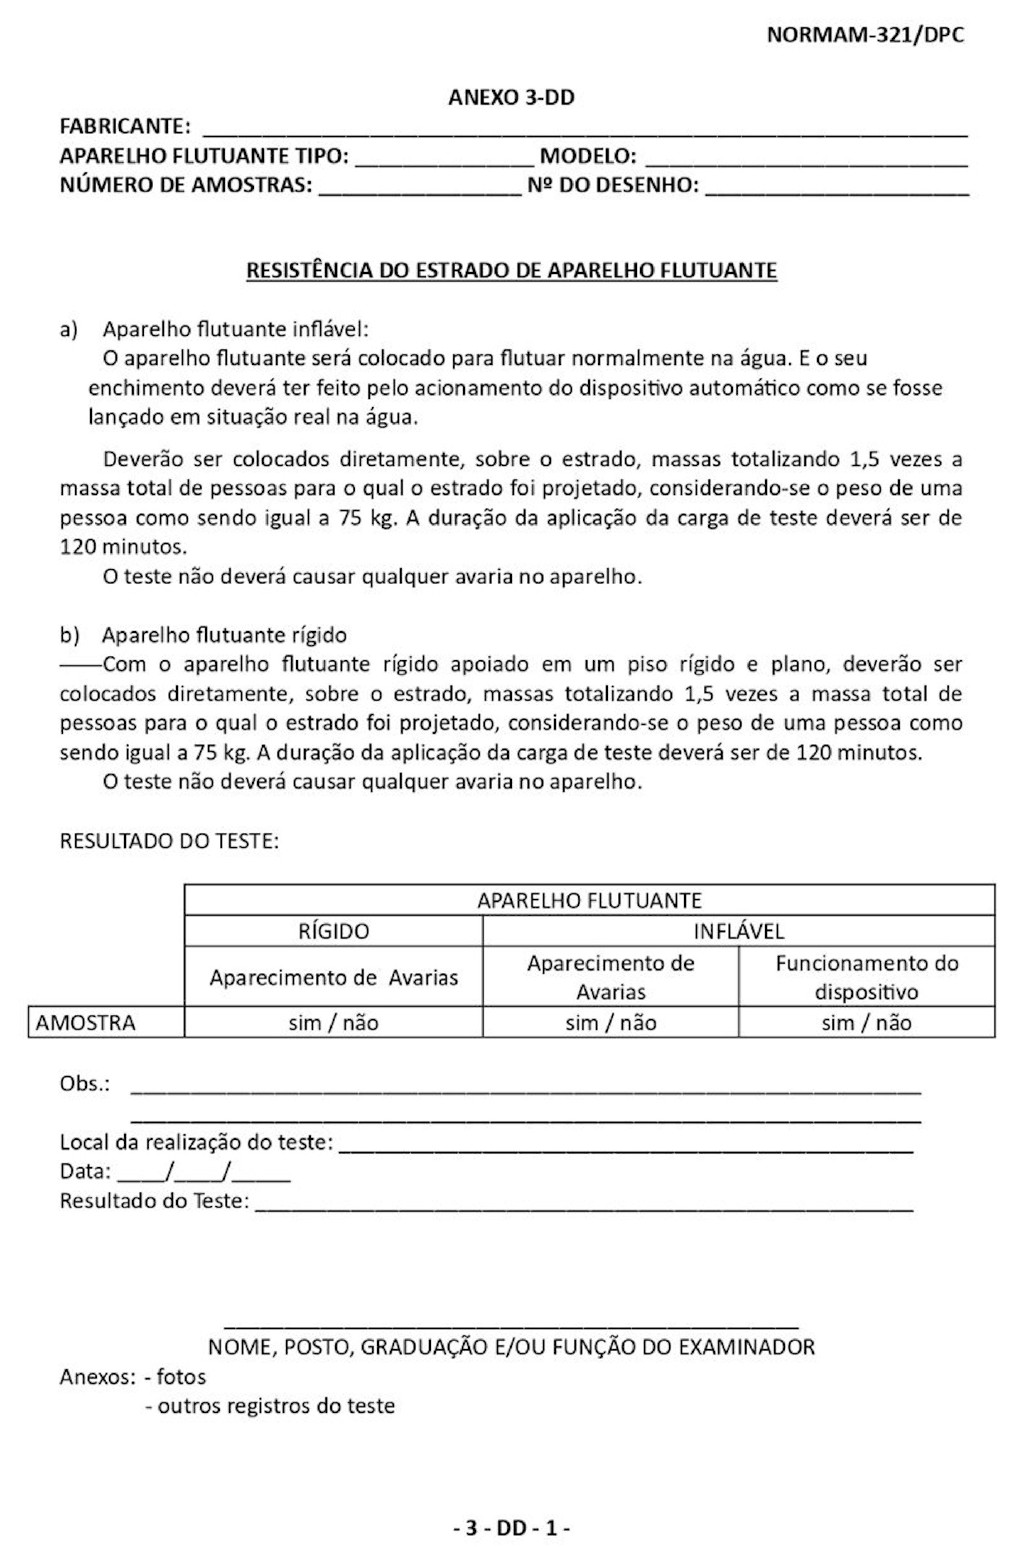 NORMAM-321/DPC
ANEXO 3-DD
FABRICANTE: ___
APARELHO FLUTUANTE TIPO: ___ MODELO: ___
NÚMERO DE AMOSTRAS: ___ Nº DO DESENHO: ___
RESISTÊNCIA DO ESTRADO DE APARELHO FLUTUANTE
a) Aparelho flutuante inflável:
O aparelho flutuante será colocado para flutuar normalmente na água. E o seu
enchimento deverá ter feito pelo acionamento do dispositivo automático como se fosse
lançado em situação real na água.
Deverão ser colocados diretamente, sobre o estrado, massas totalizando 1,5 vezes a
massa total de pessoas para o qual o estrado foi projetado, considerando-se o peso de uma
pessoa como sendo igual a 75 kg. A duração da aplicação da carga de teste deverá ser de
120 minutos.
O teste não deverá causar qualquer avaria no aparelho.
b) Aparelho flutuante rígido
Com o aparelho flutuante rígido apoiado em um piso rígido e plano, deverão ser
colocados diretamente, sobre o estrado, massas totalizando 1,5 vezes a massa total de
pessoas para o qual o estrado foi projetado, considerando-se o peso de uma pessoa como
sendo igual a 75 kg. A duração da aplicação da carga de teste deverá ser de 120 minutos.
O teste não deverá causar qualquer avaria no aparelho.
RESULTADO DO TESTE:
APARELHO FLUTUANTE
RÍGIDO INFLÁVEL
Aparecimento de Avarias Aparecimento de Avarias Funcionamento do dispositivo
AMOSTRA sim / não sim / não sim / não
Obs.: ___
Local da realização do teste: ___
Data: ____/____/_____
Resultado do Teste: ___
NOME, POSTO, GRADUAÇÃO E/OU FUNÇÃO DO EXAMINADOR
Anexos: - fotos
- outros registros do teste
- 3 - DD - 1 -